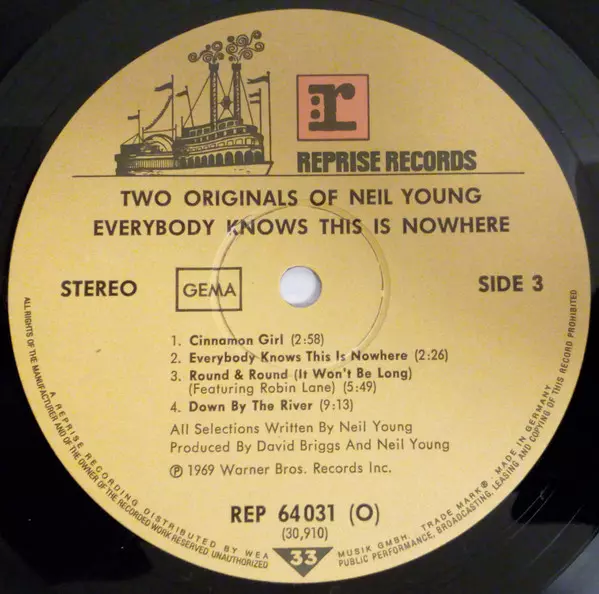 r
REPRISE RECORDS
TWO ORIGINALS OF NEIL YOUNG
EVERYBODY KNOWS THIS IS NOWHERE
STEREO
GEMA
SIDE 3
1. Cinnamon Girl (2:58)
2. Everybody Knows This Is Nowhere (2:26)
3. Round & Round (It Won't Be Long)
(Featuring Robin Lane) (5:49)
4. Down By The River (9:13)
All Selections Written By Neil Young
Produced By David Briggs And Neil Young
Ⓟ 1969 Warner Bros. Records Inc.
REP 64 031 (O)
(30,910)
33
A REPRISE RECORDING DISTRIBUTED BY WEA MUSIK GMBH. TRADE MARK®. MADE IN GERMANY
ALL RIGHTS OF THE MANUFACTURER AND OF THE OWNER OF THE RECORDED WORK RESERVED UNAUTHORIZED PUBLIC PERFORMANCE, BROADCASTING, LEASING AND COPYING OF THIS RECORD PROHIBITED